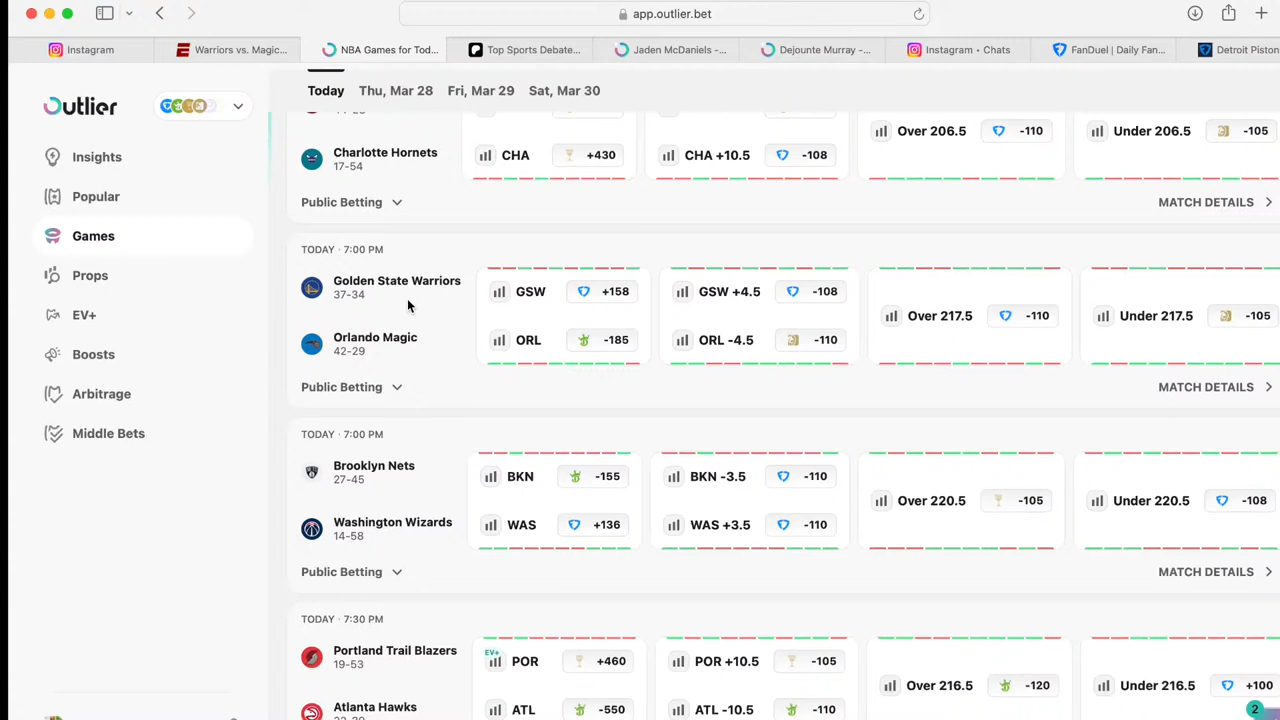 app.outlier.bet
Instagram
Warriors vs. Magic...
NBA Games for Tod...
Top Sports Debate...
Jaden McDaniels -...
Dejounte Murray -...
Instagram • Chats
FanDuel | Daily Fan...
Detroit Piston
Outlier
Insights
Popular
Games
Props
EV+
Boosts
Arbitrage
Middle Bets
Today Thu, Mar 28 Fri, Mar 29 Sat, Mar 30
Over 206.5 -110 Under 206.5 -105
Charlotte Hornets CHA +430 CHA +10.5 -108
17-54
Public Betting MATCH DETAILS
TODAY · 7:00 PM
Golden State Warriors GSW +158 GSW +4.5 -108
37-34
Over 217.5 -110 Under 217.5 -105
Orlando Magic ORL -185 ORL -4.5 -110
42-29
Public Betting MATCH DETAILS
TODAY · 7:00 PM
Brooklyn Nets BKN -155 BKN -3.5 -110
27-45
Over 220.5 -105 Under 220.5 -108
Washington Wizards WAS +136 WAS +3.5 -110
14-58
Public Betting MATCH DETAILS
TODAY · 7:30 PM
Portland Trail Blazers EV+ POR +460 POR +10.5 -105
19-53
Over 216.5 -120 Under 216.5 +100
Atlanta Hawks ATL -550 ATL -10.5 -110
2